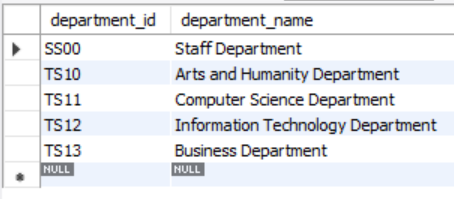 department_id department_name
SS00 Staff Department
TS10 Arts and Humanity Department
TS11 Computer Science Department
TS12 Information Technology Department
TS13 Business Department
NULL NULL